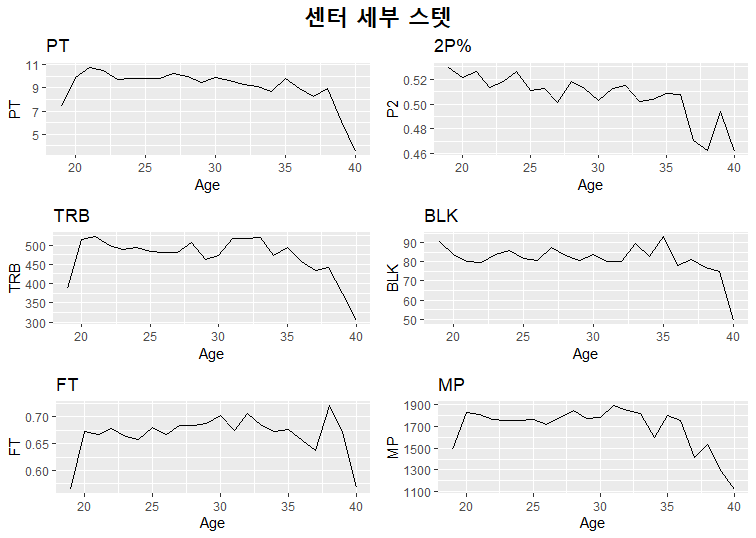 센터 세부 스텟
PT
11
9
7
5
PT
20 25 30 35 40
Age
2P%
0.52
0.50
0.48
0.46
P2
20 25 30 35 40
Age
TRB
500
450
400
350
300
TRB
20 25 30 35 40
Age
BLK
90
80
70
60
50
BLK
20 25 30 35 40
Age
FT
0.70
0.65
0.60
FT
20 25 30 35 40
Age
MP
1900
1700
1500
1300
1100
MP
20 25 30 35 40
Age